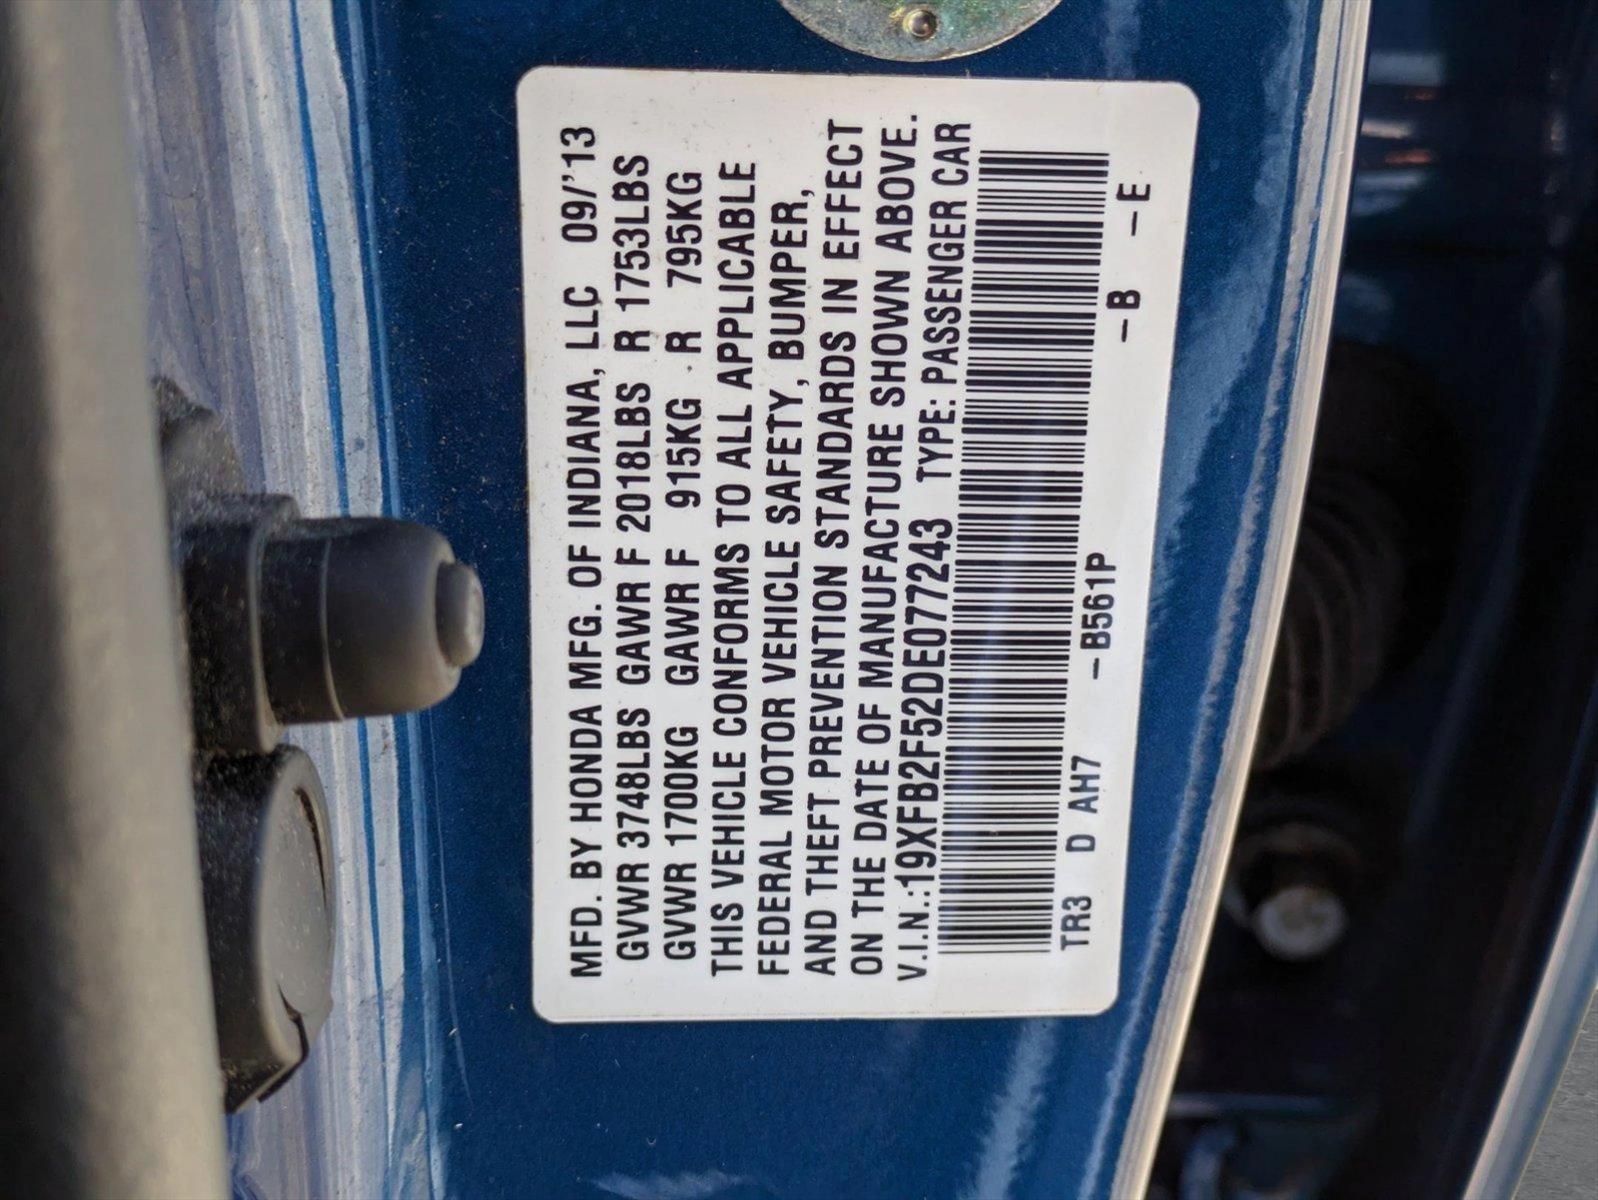 MFD. BY HONDA MFG. OF INDIANA, LLC 09/'13
GVWR 3748LBS GAWR F 2018LBS R 1753LBS
GVWR 1700KG GAWR F 915KG R 795KG
THIS VEHICLE CONFORMS TO ALL APPLICABLE
FEDERAL MOTOR VEHICLE SAFETY, BUMPER,
AND THEFT PREVENTION STANDARDS IN EFFECT
ON THE DATE OF MANUFACTURE SHOWN ABOVE.
V.I.N.:19XFB2F52DE077243 TYPE: PASSENGER CAR
TR3 D AH7 -B561P -B -E